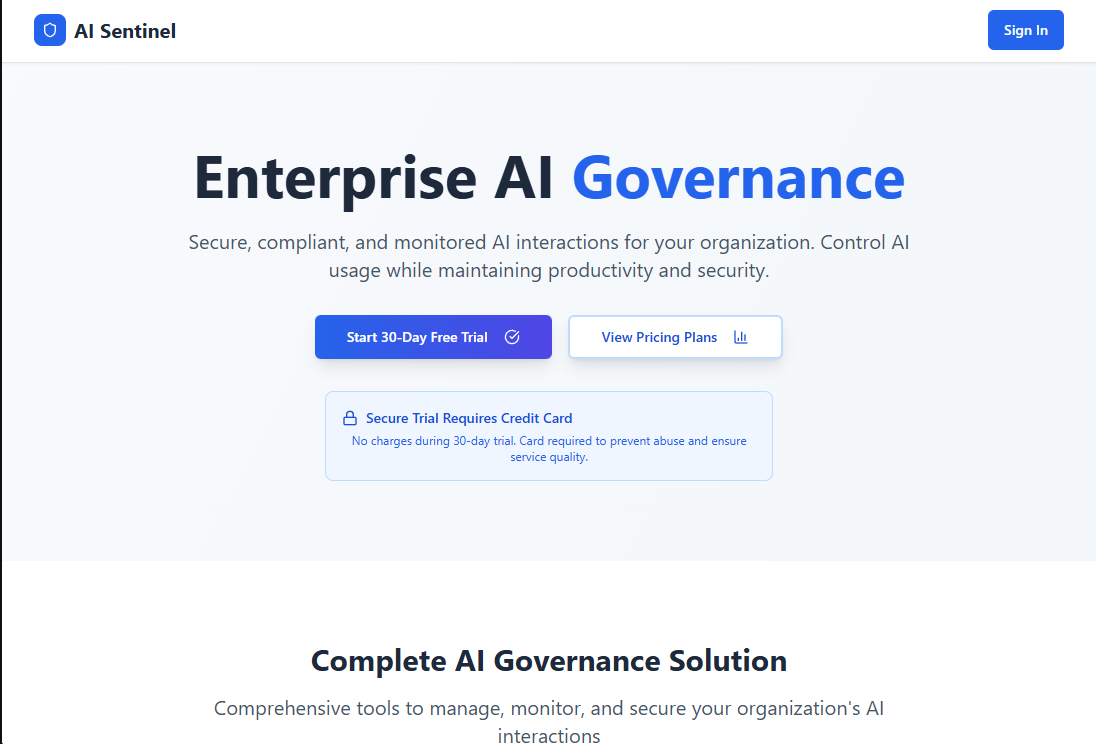 AI Sentinel
Sign In
Enterprise AI Governance
Secure, compliant, and monitored AI interactions for your organization. Control AI
usage while maintaining productivity and security.
Start 30-Day Free Trial
View Pricing Plans
Secure Trial Requires Credit Card
No charges during 30-day trial. Card required to prevent abuse and ensure
service quality.
Complete AI Governance Solution
Comprehensive tools to manage, monitor, and secure your organization's AI
interactions